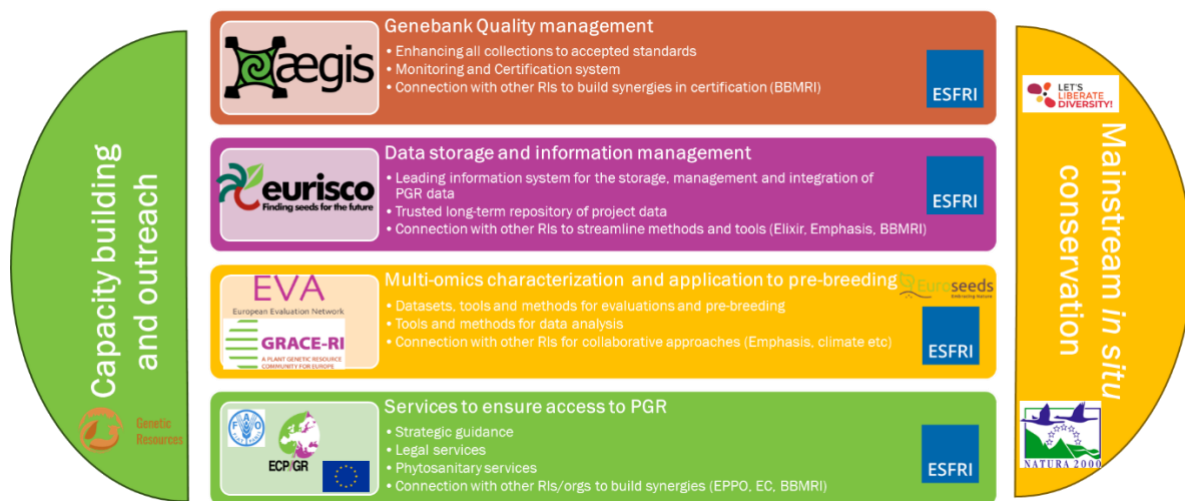 Capacity building
and outreach
Genetic
Resources
ægis
Genebank Quality management
• Enhancing all collections to accepted standards
• Monitoring and Certification system
• Connection with other RIs to build synergies in certification (BBMRI)
ESFRI
eurisco
Finding seeds for the future
Data storage and information management
• Leading information system for the storage, management and integration of
PGR data
• Trusted long-term repository of project data
• Connection with other RIs to streamline methods and tools (Elixir, Emphasis, BBMRI)
ESFRI
EVA
European Evaluation Network
GRACE-RI
A PLANT GENETIC RESOURCE
COMMUNITY FOR EUROPE
Multi-omics characterization and application to pre-breeding
• Datasets, tools and methods for evaluations and pre-breeding
• Tools and methods for data analysis
• Connection with other RIs for collaborative approaches (Emphasis, climate etc)
Euroseeds
Embracing Nature
ESFRI
FAO
ECP/GR
Services to ensure access to PGR
• Strategic guidance
• Legal services
• Phytosanitary services
• Connection with other RIs/orgs to build synergies (EPPO, EC, BBMRI)
ESFRI
LET'S
LIBERATE
DIVERSITY!
Mainstream in situ
conservation
NATURA 2000